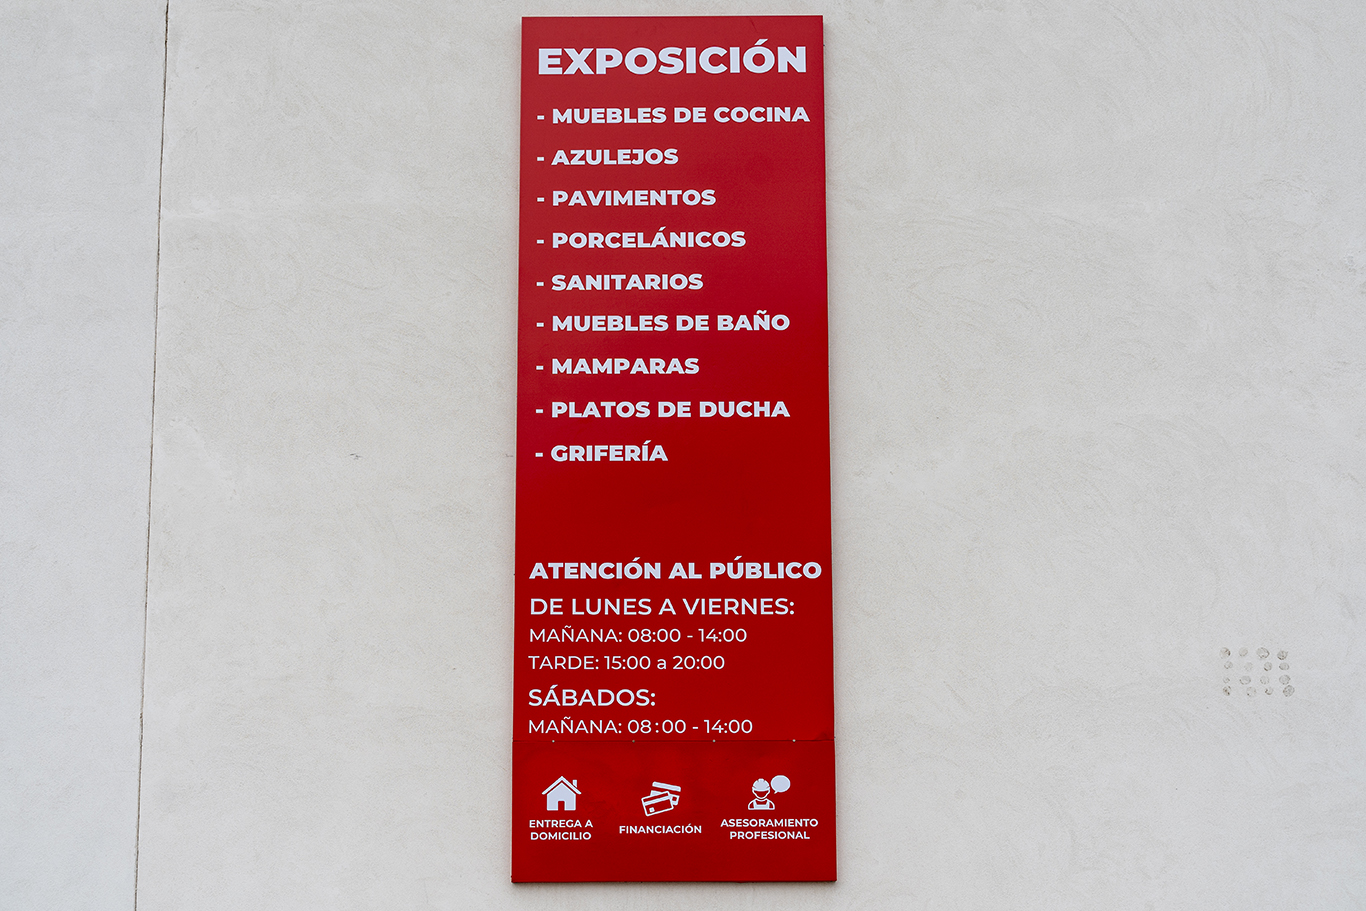 EXPOSICIÓN
- MUEBLES DE COCINA
- AZULEJOS
- PAVIMENTOS
- PORCELÁNICOS
- SANITARIOS
- MUEBLES DE BAÑO
- MAMPARAS
- PLATOS DE DUCHA
- GRIFERÍA
ATENCIÓN AL PÚBLICO
DE LUNES A VIERNES:
MAÑANA: 08:00 - 14:00
TARDE: 15:00 a 20:00
SÁBADOS:
MAÑANA: 08:00 - 14:00
ENTREGA A
DOMICILIO
FINANCIACIÓN
ASESORAMIENTO
PROFESIONAL